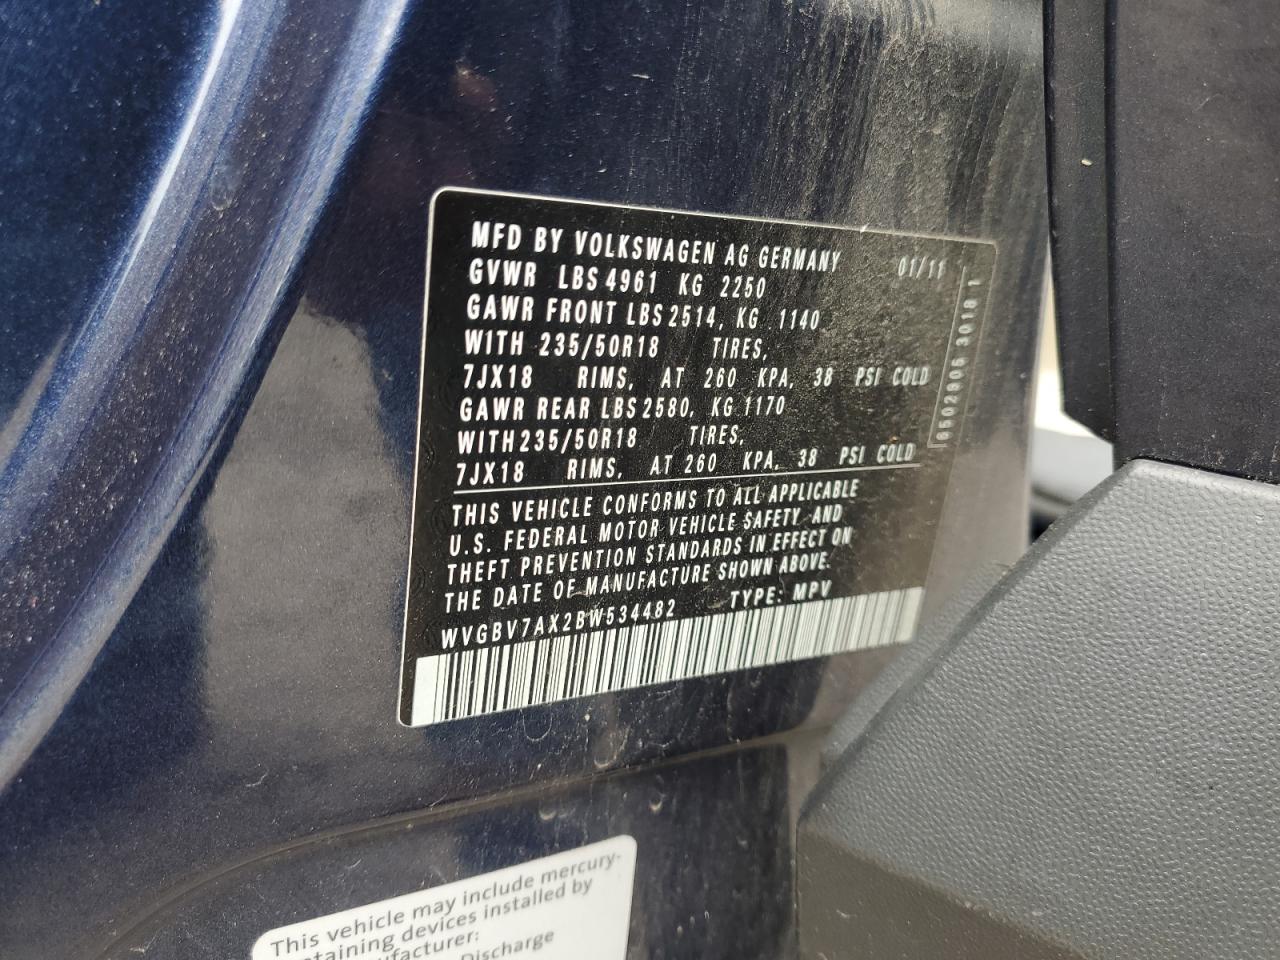 MFD BY VOLKSWAGEN AG GERMANY 01/11
GVWR LBS 4961 KG 2250
GAWR FRONT LBS 2514, KG 1140
WITH 235/50R18 TIRES,
7JX18 RIMS, AT 260 KPA, 38 PSI COLD
GAWR REAR LBS 2580, KG 1170
WITH 235/50R18 TIRES,
7JX18 RIMS, AT 260 KPA, 38 PSI COLD
THIS VEHICLE CONFORMS TO ALL APPLICABLE
U.S. FEDERAL MOTOR VEHICLE SAFETY AND
THEFT PREVENTION STANDARDS IN EFFECT ON
THE DATE OF MANUFACTURE SHOWN ABOVE.
WVGBV7AX2BW534482 TYPE: MPV
This vehicle may include mercury-
taining devices installed by
ufacturer:
Discharge